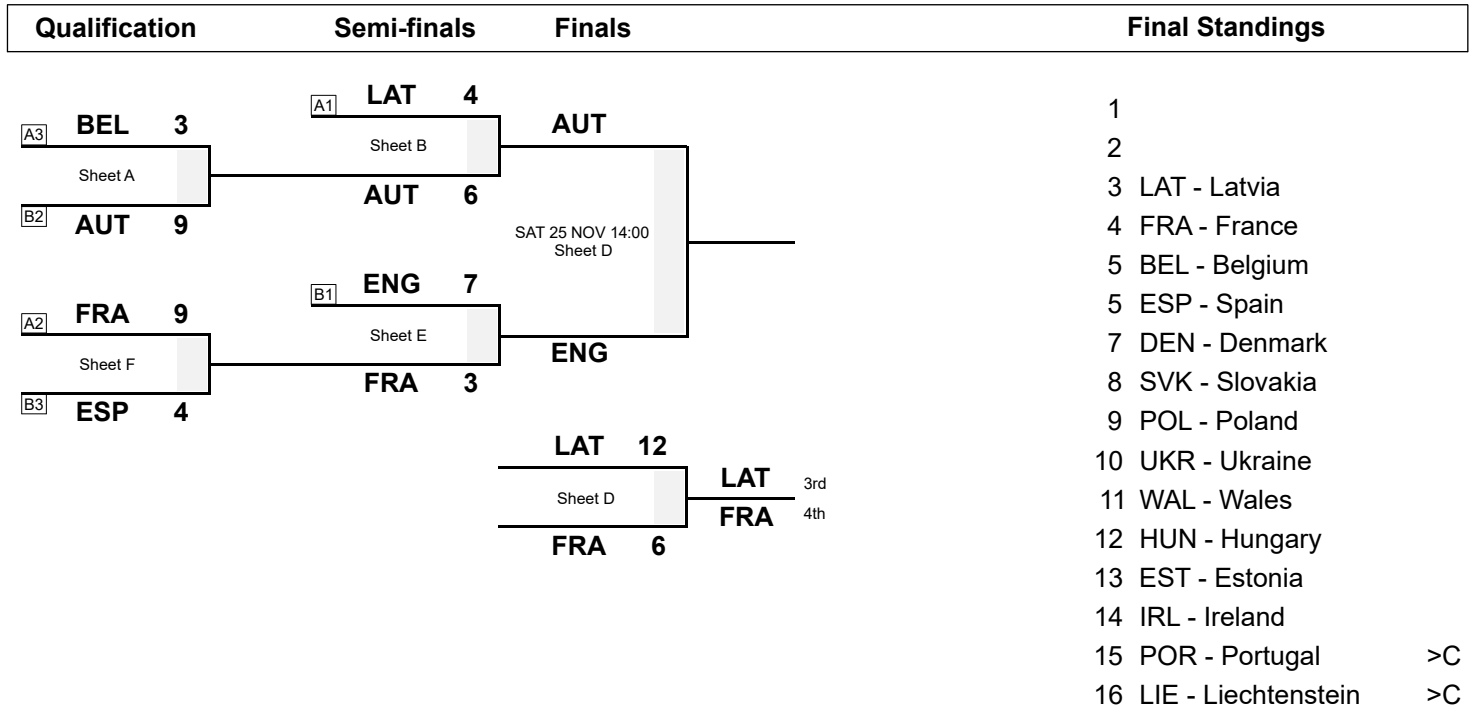 Qualification Semi-finals Finals Final Standings
A1 LAT 4
A3 BEL 3
Sheet A
B2 AUT 9
Sheet B
AUT 6
AUT
SAT 25 NOV 14:00
Sheet D
A2 FRA 9
Sheet F
B3 ESP 4
B1 ENG 7
Sheet E
FRA 3
ENG
LAT 12
Sheet D
FRA 6
LAT 3rd
FRA 4th
1
2
3 LAT - Latvia
4 FRA - France
5 BEL - Belgium
5 ESP - Spain
7 DEN - Denmark
8 SVK - Slovakia
9 POL - Poland
10 UKR - Ukraine
11 WAL - Wales
12 HUN - Hungary
13 EST - Estonia
14 IRL - Ireland
15 POR - Portugal >C
16 LIE - Liechtenstein >C